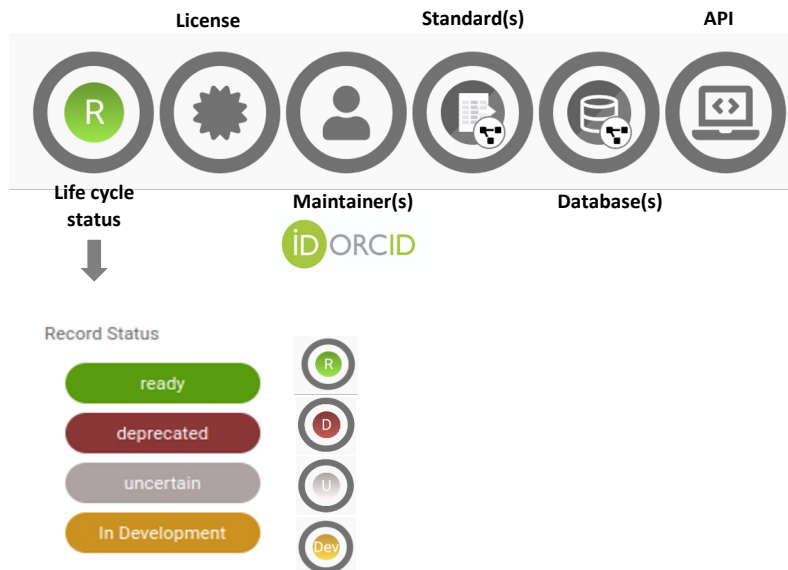 License
Standard(s)
API
R
Life cycle
status
Maintainer(s)
Database(s)
iD ORCID
Record Status
ready
R
deprecated
D
uncertain
U
In Development
Dev